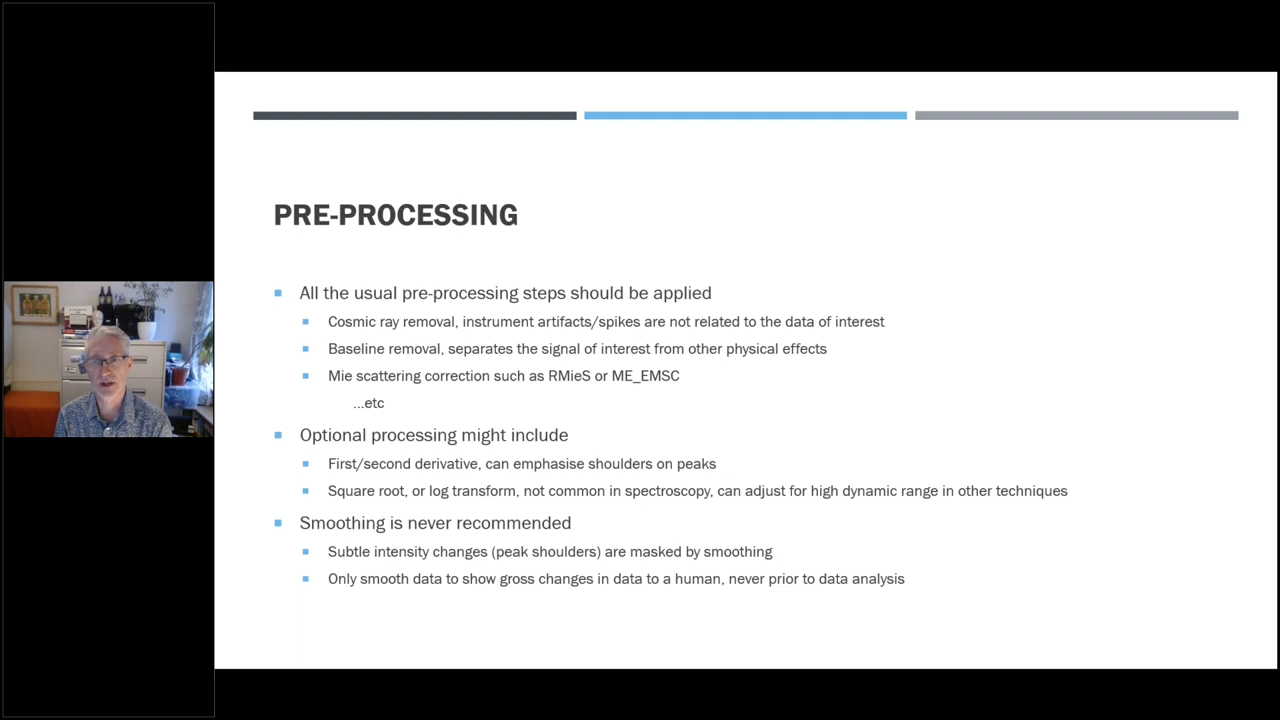 PRE-PROCESSING
All the usual pre-processing steps should be applied
Cosmic ray removal, instrument artifacts/spikes are not related to the data of interest
Baseline removal, separates the signal of interest from other physical effects
Mie scattering correction such as RMieS or ME_EMSC
...etc
Optional processing might include
First/second derivative, can emphasise shoulders on peaks
Square root, or log transform, not common in spectroscopy, can adjust for high dynamic range in other techniques
Smoothing is never recommended
Subtle intensity changes (peak shoulders) are masked by smoothing
Only smooth data to show gross changes in data to a human, never prior to data analysis